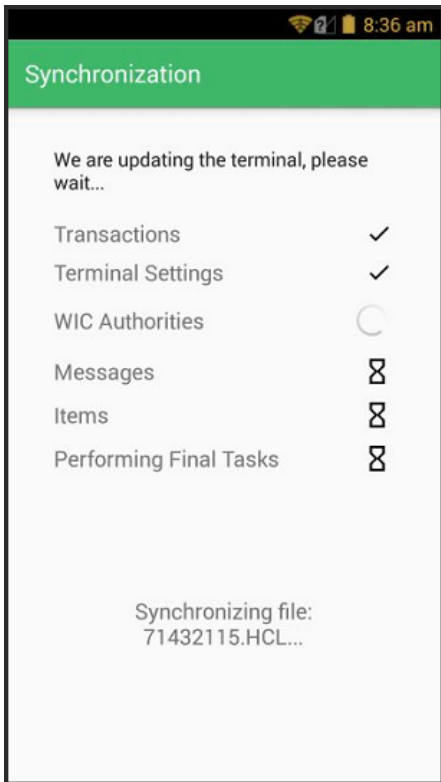 8:36 am
Synchronization
We are updating the terminal, please
wait...
Transactions
Terminal Settings
WIC Authorities
Messages
Items
Performing Final Tasks
Synchronizing file:
71432115.HCL...